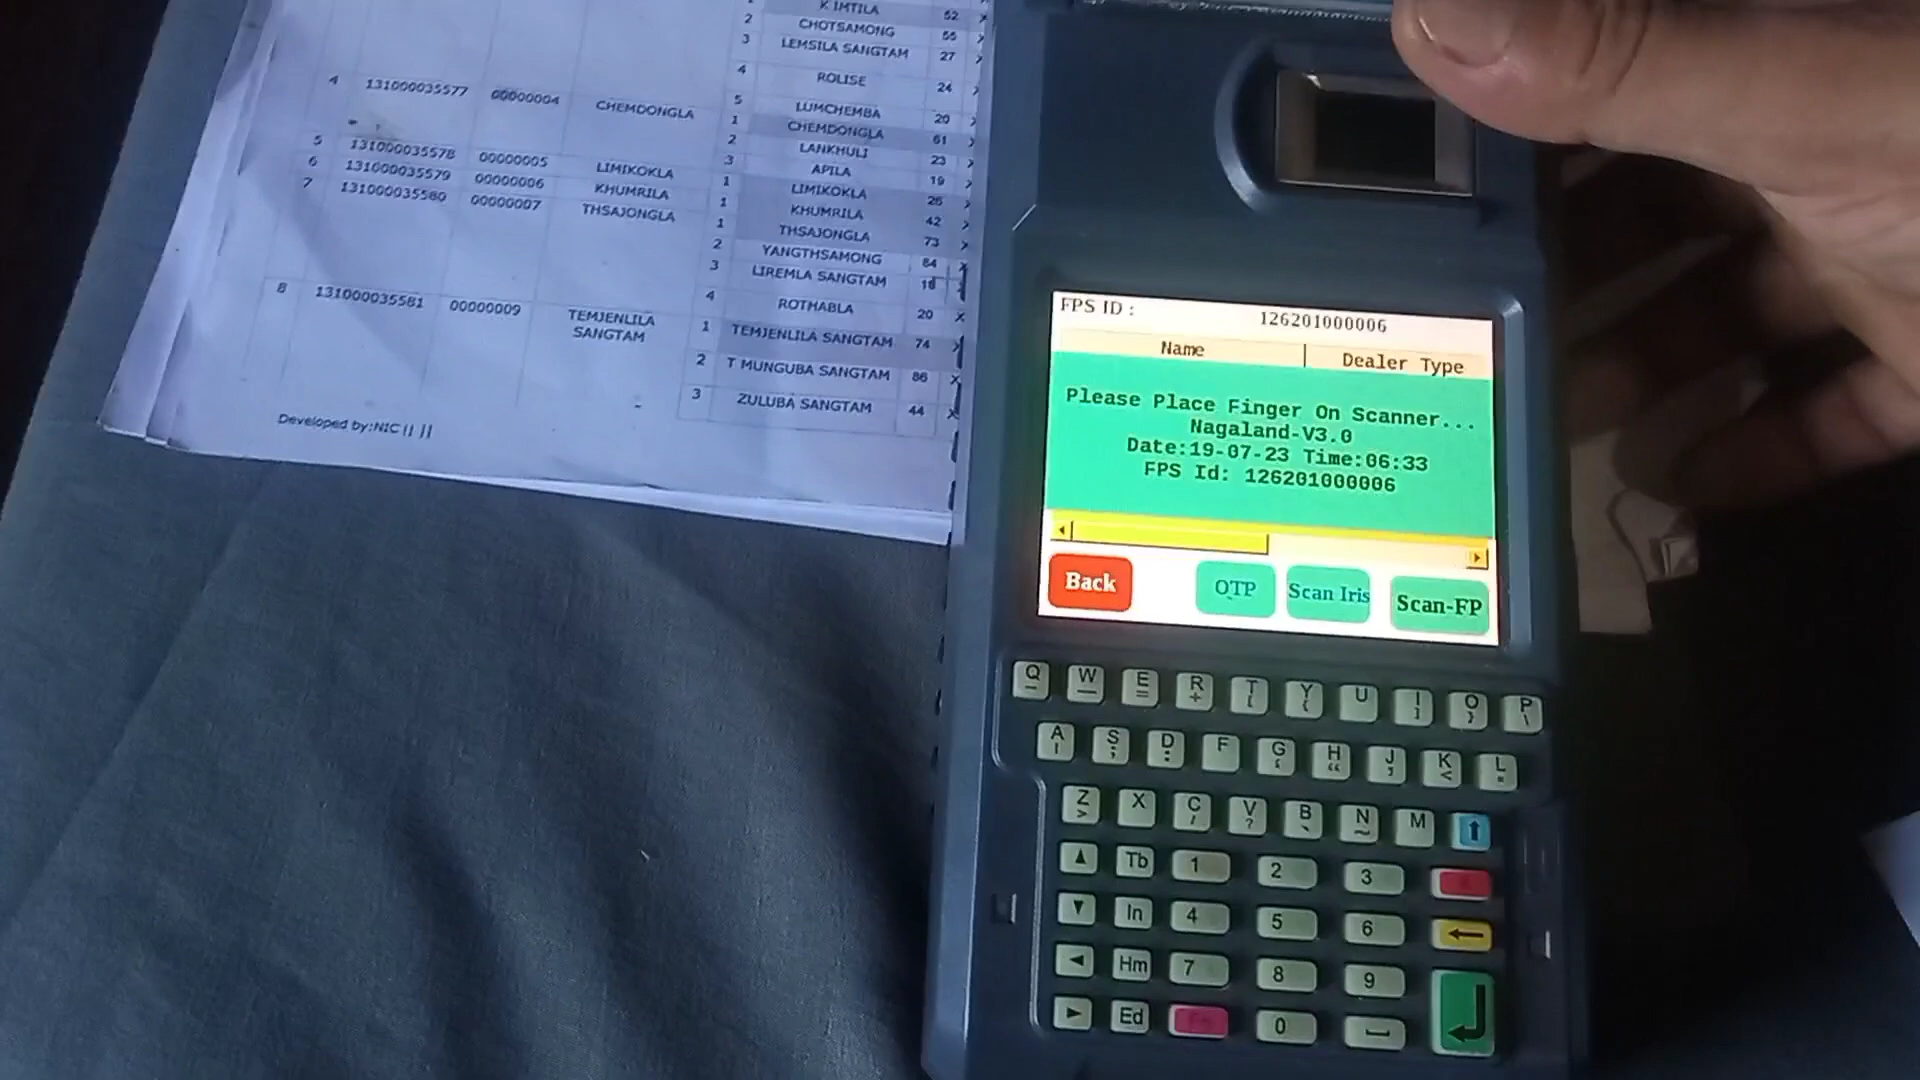 K IMTILA 52
2 CHOTSAMONG 55
3 LEMSILA SANGTAM 27
4 ROLISE 24
5 LUMCHEMBA 20
4 131000035577 00000004 CHEMDONGLA 1 CHEMDONGLA 61
2 LANKHULI 23
3 APILA 19
5 131000035578 00000005 LIMIKOKLA 1 LIMIKOKLA 26
6 131000035579 00000006 KHUMRILA 1 KHUMRILA 42
7 131000035580 00000007 THSAJONGLA 1 THSAJONGLA 73
2 YANGTHSAMONG 84
3 LIREMLA SANGTAM 18
4 ROTHABLA 20 X
8 131000035581 00000009 TEMJENLILA SANGTAM 1 TEMJENLILA SANGTAM 74
2 T MUNGUBA SANGTAM 86 X
3 ZULUBA SANGTAM 44 X
Developed by:NIC || ||
FPS ID : 126201000006
Name Dealer Type
Please Place Finger On Scanner...
Nagaland-V3.0
Date:19-07-23 Time:06:33
FPS Id: 126201000006
Back OTP Scan Iris Scan-FP
Q W E R T Y U I O P
A S D F G H J K L
Z X C V B N M
Tb 1 2 3
In 4 5 6
Hm 7 8 9
Ed Fn 0